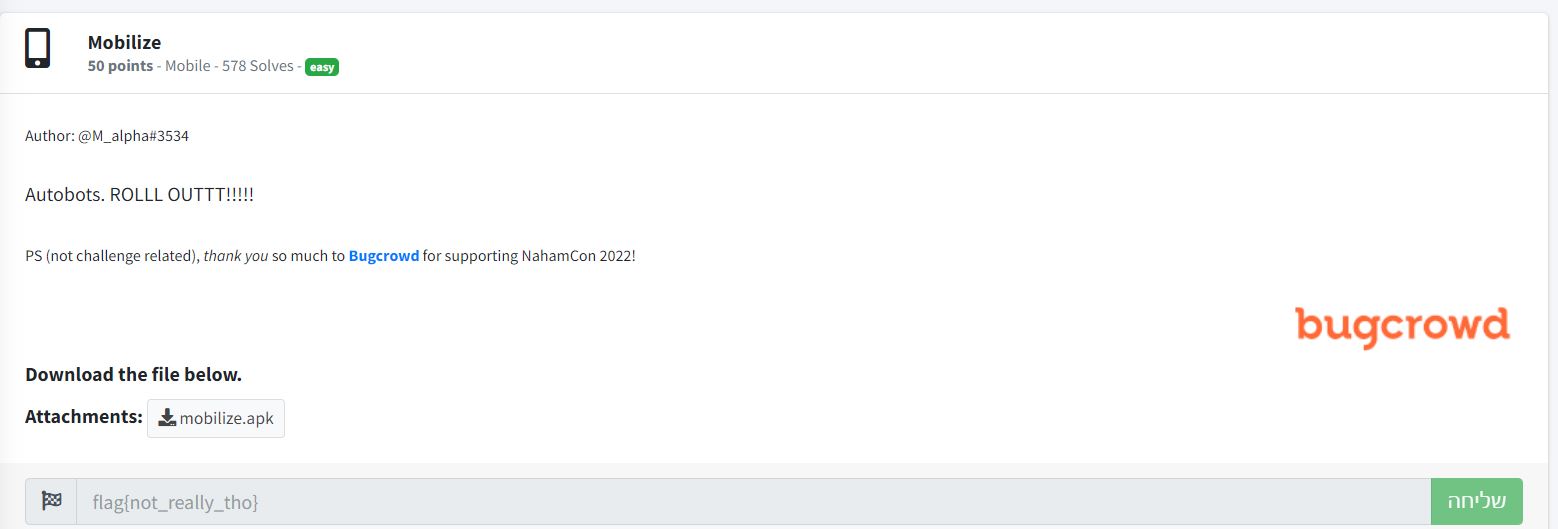 Mobilize
50 points - Mobile - 578 Solves - easy
Author: @M_alpha#3534
Autobots. ROLLL OUTTT!!!!!
PS (not challenge related), thank you so much to Bugcrowd for supporting NahamCon 2022!
bugcrowd
Download the file below.
Attachments: mobilize.apk
flag{not_really_tho} שליחה